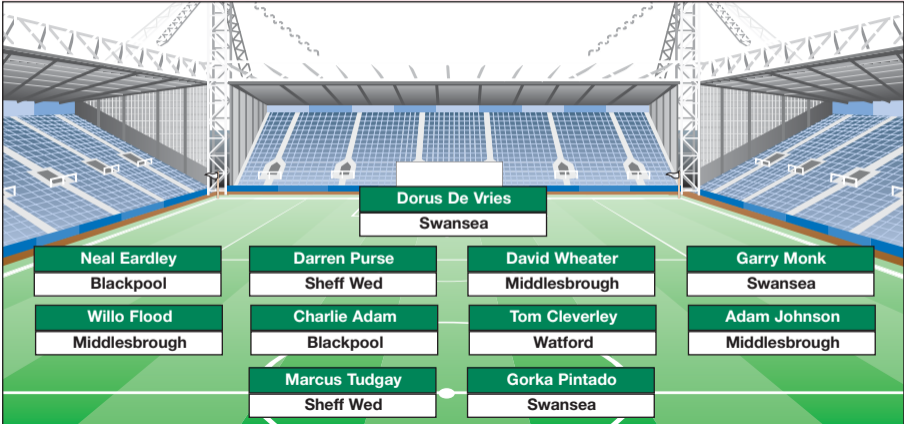 Dorus De Vries
Swansea
Neal Eardley
Blackpool
Darren Purse
Sheff Wed
David Wheater
Middlesbrough
Garry Monk
Swansea
Willo Flood
Middlesbrough
Charlie Adam
Blackpool
Tom Cleverley
Watford
Adam Johnson
Middlesbrough
Marcus Tudgay
Sheff Wed
Gorka Pintado
Swansea